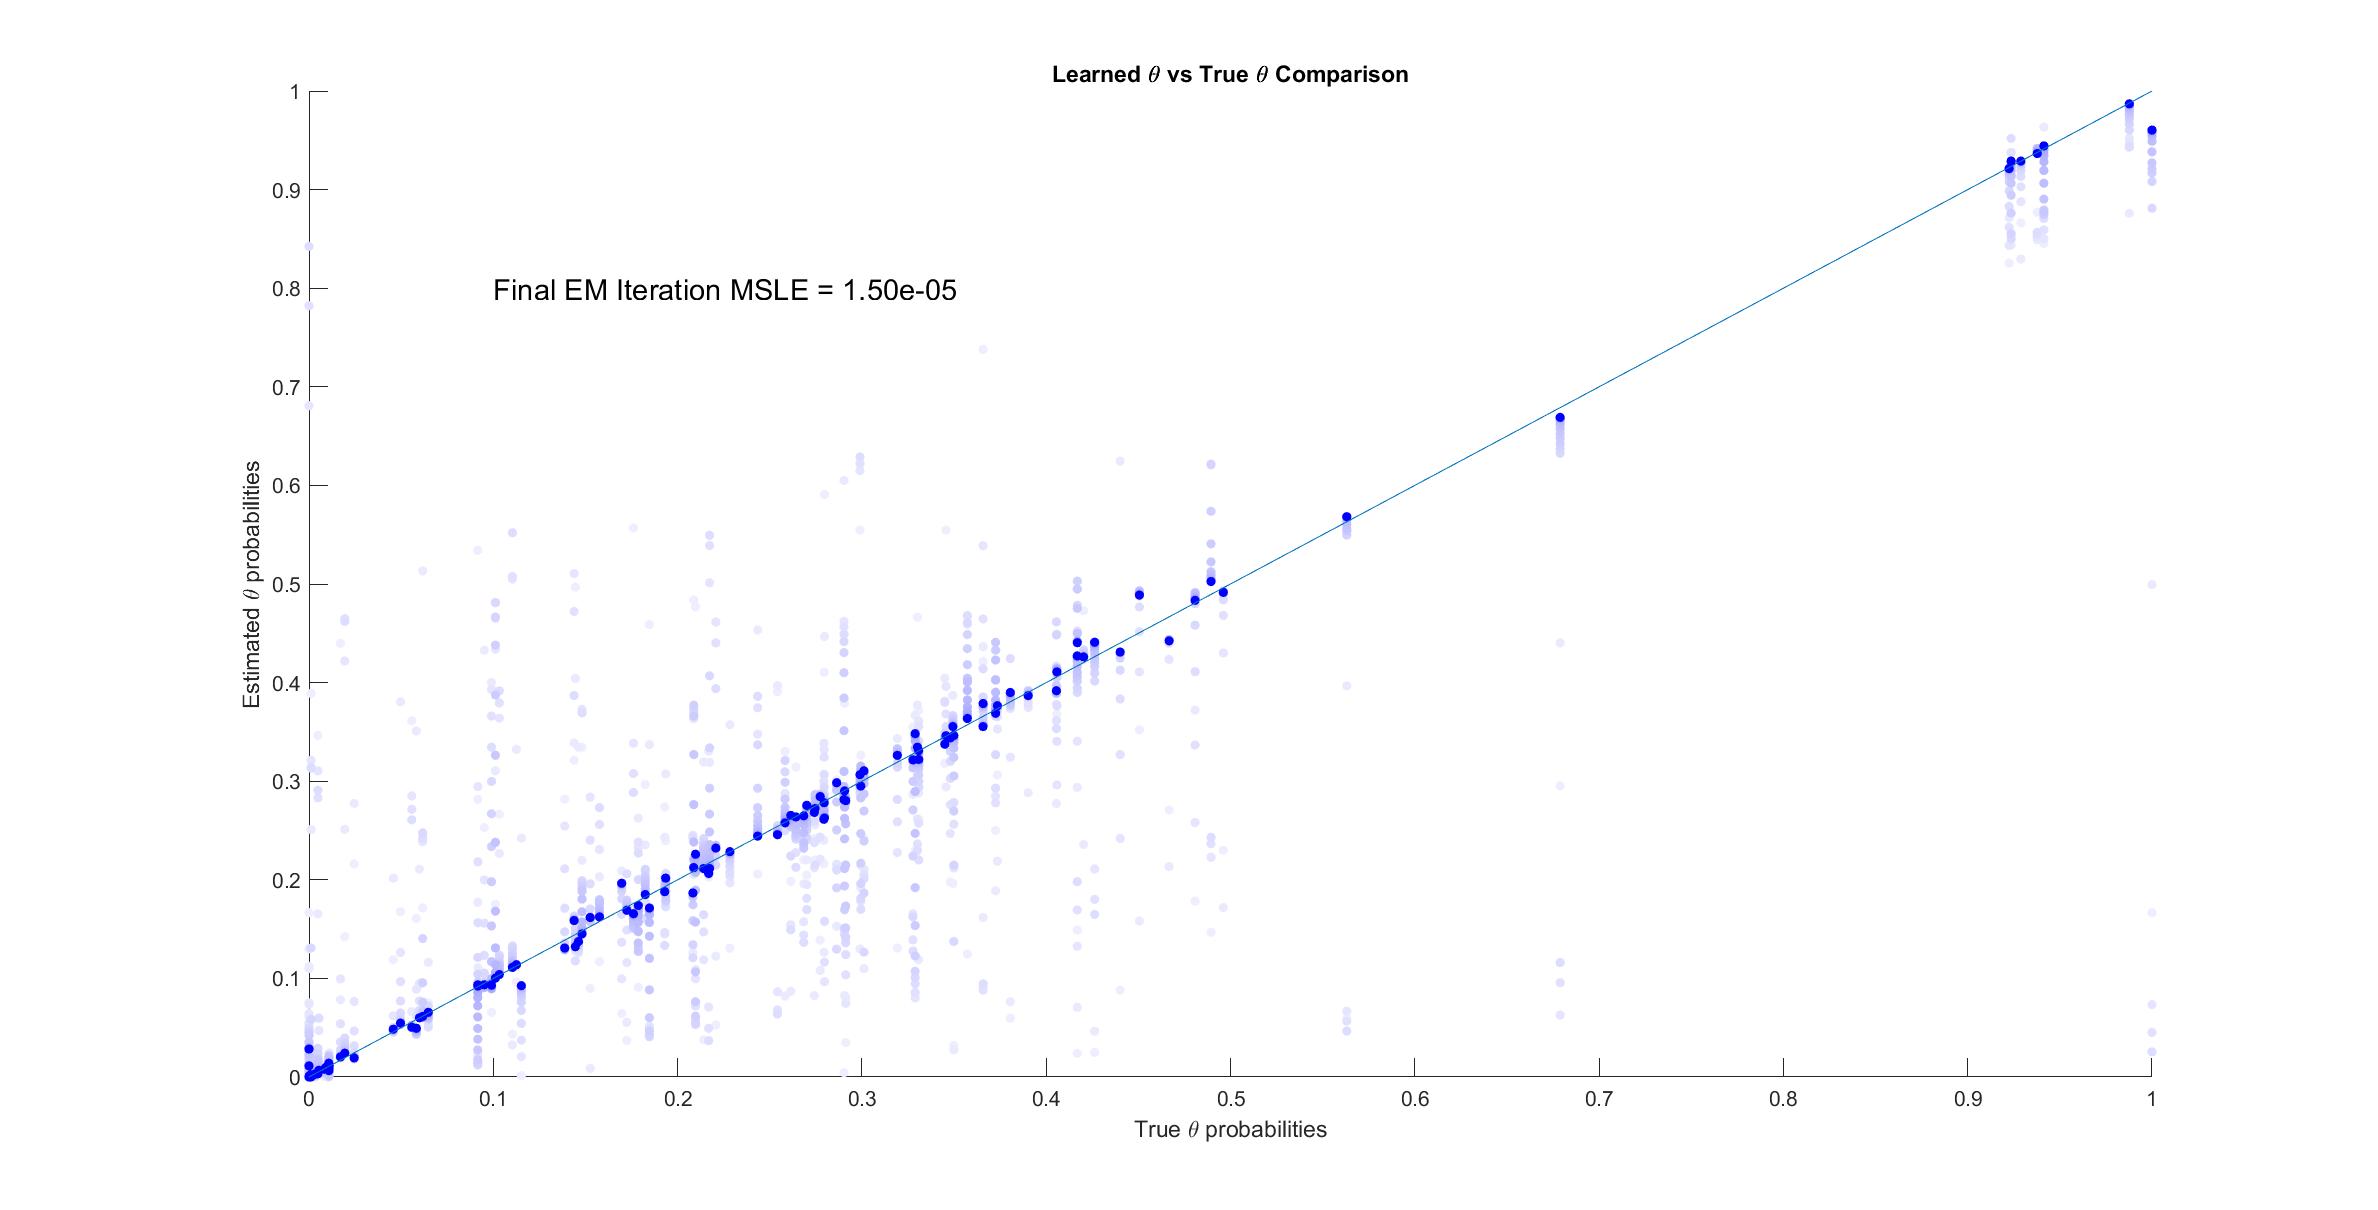 Learned θ vs True θ Comparison
1
0.9
0.8
0.7
0.6
0.5
0.4
0.3
0.2
0.1
0
Estimated θ probabilities
Final EM Iteration MSLE = 1.50e-05
0 0.1 0.2 0.3 0.4 0.5 0.6 0.7 0.8 0.9 1
True θ probabilities